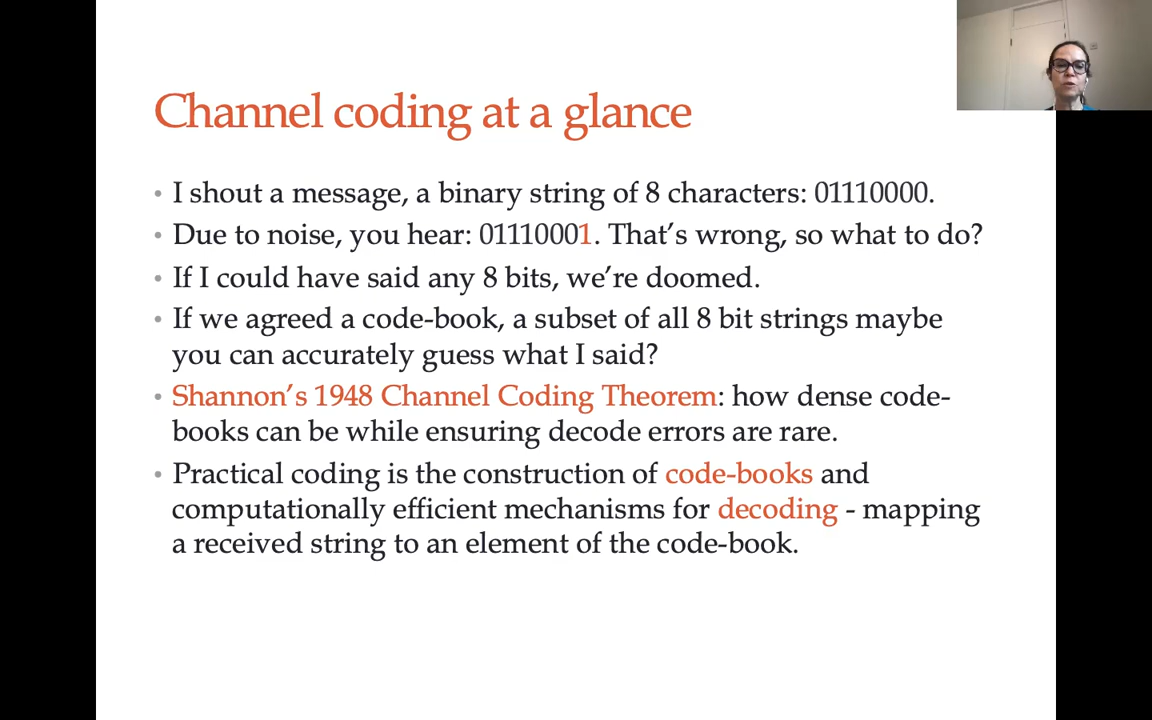 Channel coding at a glance
• I shout a message, a binary string of 8 characters: 01110000.
• Due to noise, you hear: 01110001. That's wrong, so what to do?
• If I could have said any 8 bits, we're doomed.
• If we agreed a code-book, a subset of all 8 bit strings maybe
you can accurately guess what I said?
• Shannon's 1948 Channel Coding Theorem: how dense code-
books can be while ensuring decode errors are rare.
• Practical coding is the construction of code-books and
computationally efficient mechanisms for decoding - mapping
a received string to an element of the code-book.